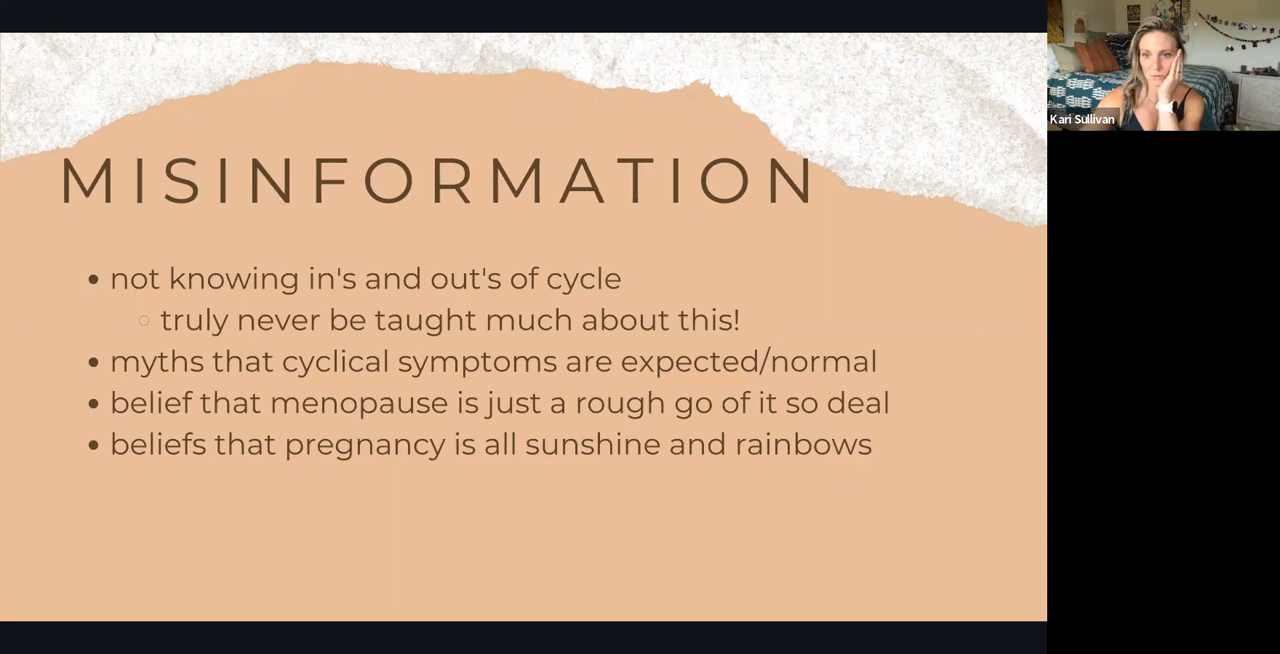 MISINFORMATION
not knowing in's and out's of cycle
truly never be taught much about this!
myths that cyclical symptoms are expected/normal
belief that menopause is just a rough go of it so deal
beliefs that pregnancy is all sunshine and rainbows
Kari Sullivan